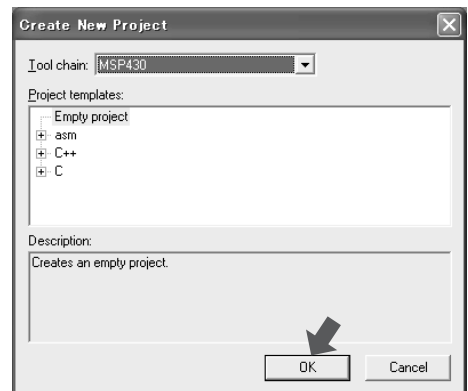 Create New Project
Tool chain: MSP430
Project templates:
Empty project
asm
C++
C
Description:
Creates an empty project.
OK Cancel